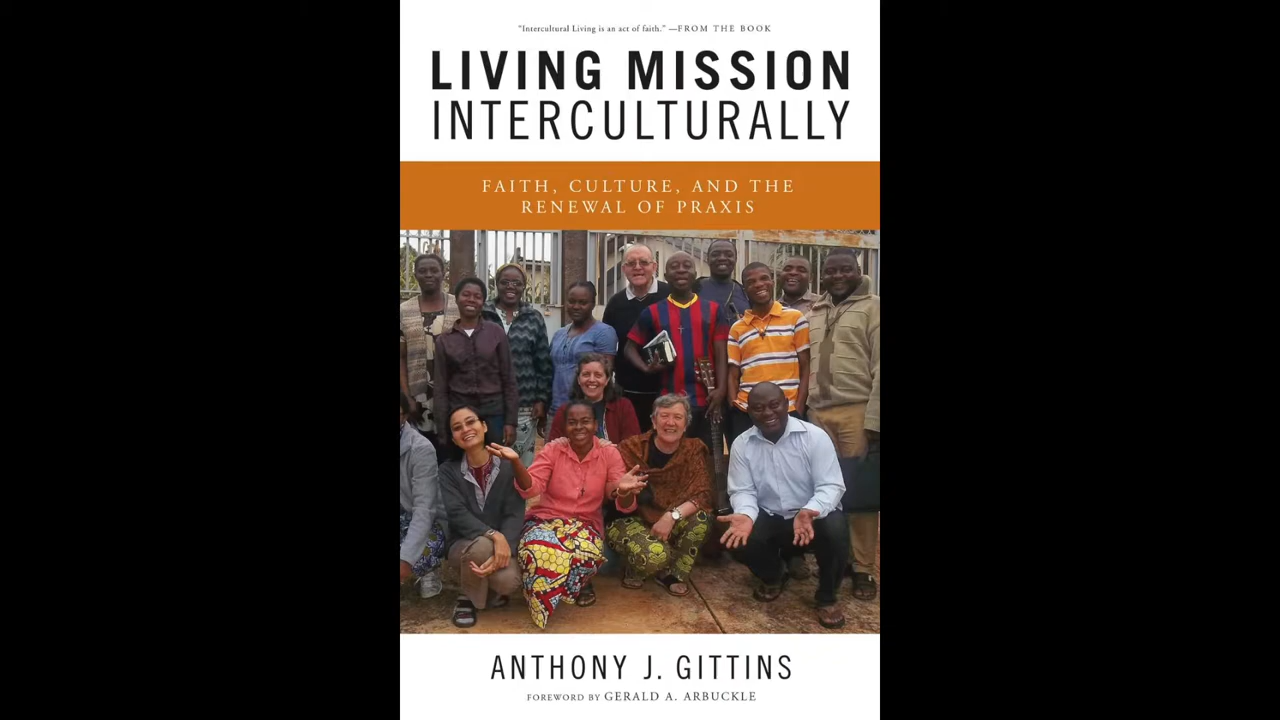 "Intercultural Living is an act of faith." —FROM THE BOOK
LIVING MISSION
INTERCULTURALLY
FAITH, CULTURE, AND THE
RENEWAL OF PRAXIS
ANTHONY J. GITTINS
FOREWORD BY GERALD A. ARBUCKLE